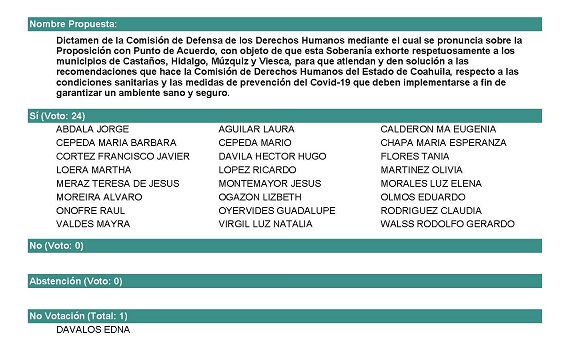 Nombre Propuesta:
Dictamen de la Comisión de Defensa de los Derechos Humanos mediante el cual se pronuncia sobre la
Proposición con Punto de Acuerdo, con objeto de que esta Soberanía exhorte respetuosamente a los
municipios de Castaños, Hidalgo, Múzquiz y Viesca, para que atiendan y den solución a las
recomendaciones que hace la Comisión de Derechos Humanos del Estado de Coahuila, respecto a las
condiciones sanitarias y las medidas de prevención del Covid-19 que deben implementarse a fin de
garantizar un ambiente sano y seguro.
Sí (Voto: 24)
ABDALA JORGE AGUILAR LAURA CALDERON MA EUGENIA
CEPEDA MARIA BARBARA CEPEDA MARIO CHAPA MARIA ESPERANZA
CORTEZ FRANCISCO JAVIER DAVILA HECTOR HUGO FLORES TANIA
LOERA MARTHA LOPEZ RICARDO MARTINEZ OLIVIA
MERAZ TERESA DE JESUS MONTEMAYOR JESUS MORALES LUZ ELENA
MOREIRA ALVARO OGAZON LIZBETH OLMOS EDUARDO
ONOFRE RAUL OYERVIDES GUADALUPE RODRIGUEZ CLAUDIA
VALDES MAYRA VIRGIL LUZ NATALIA WALSS RODOLFO GERARDO
No (Voto: 0)
Abstención (Voto: 0)
No Votación (Total: 1)
DAVALOS EDNA